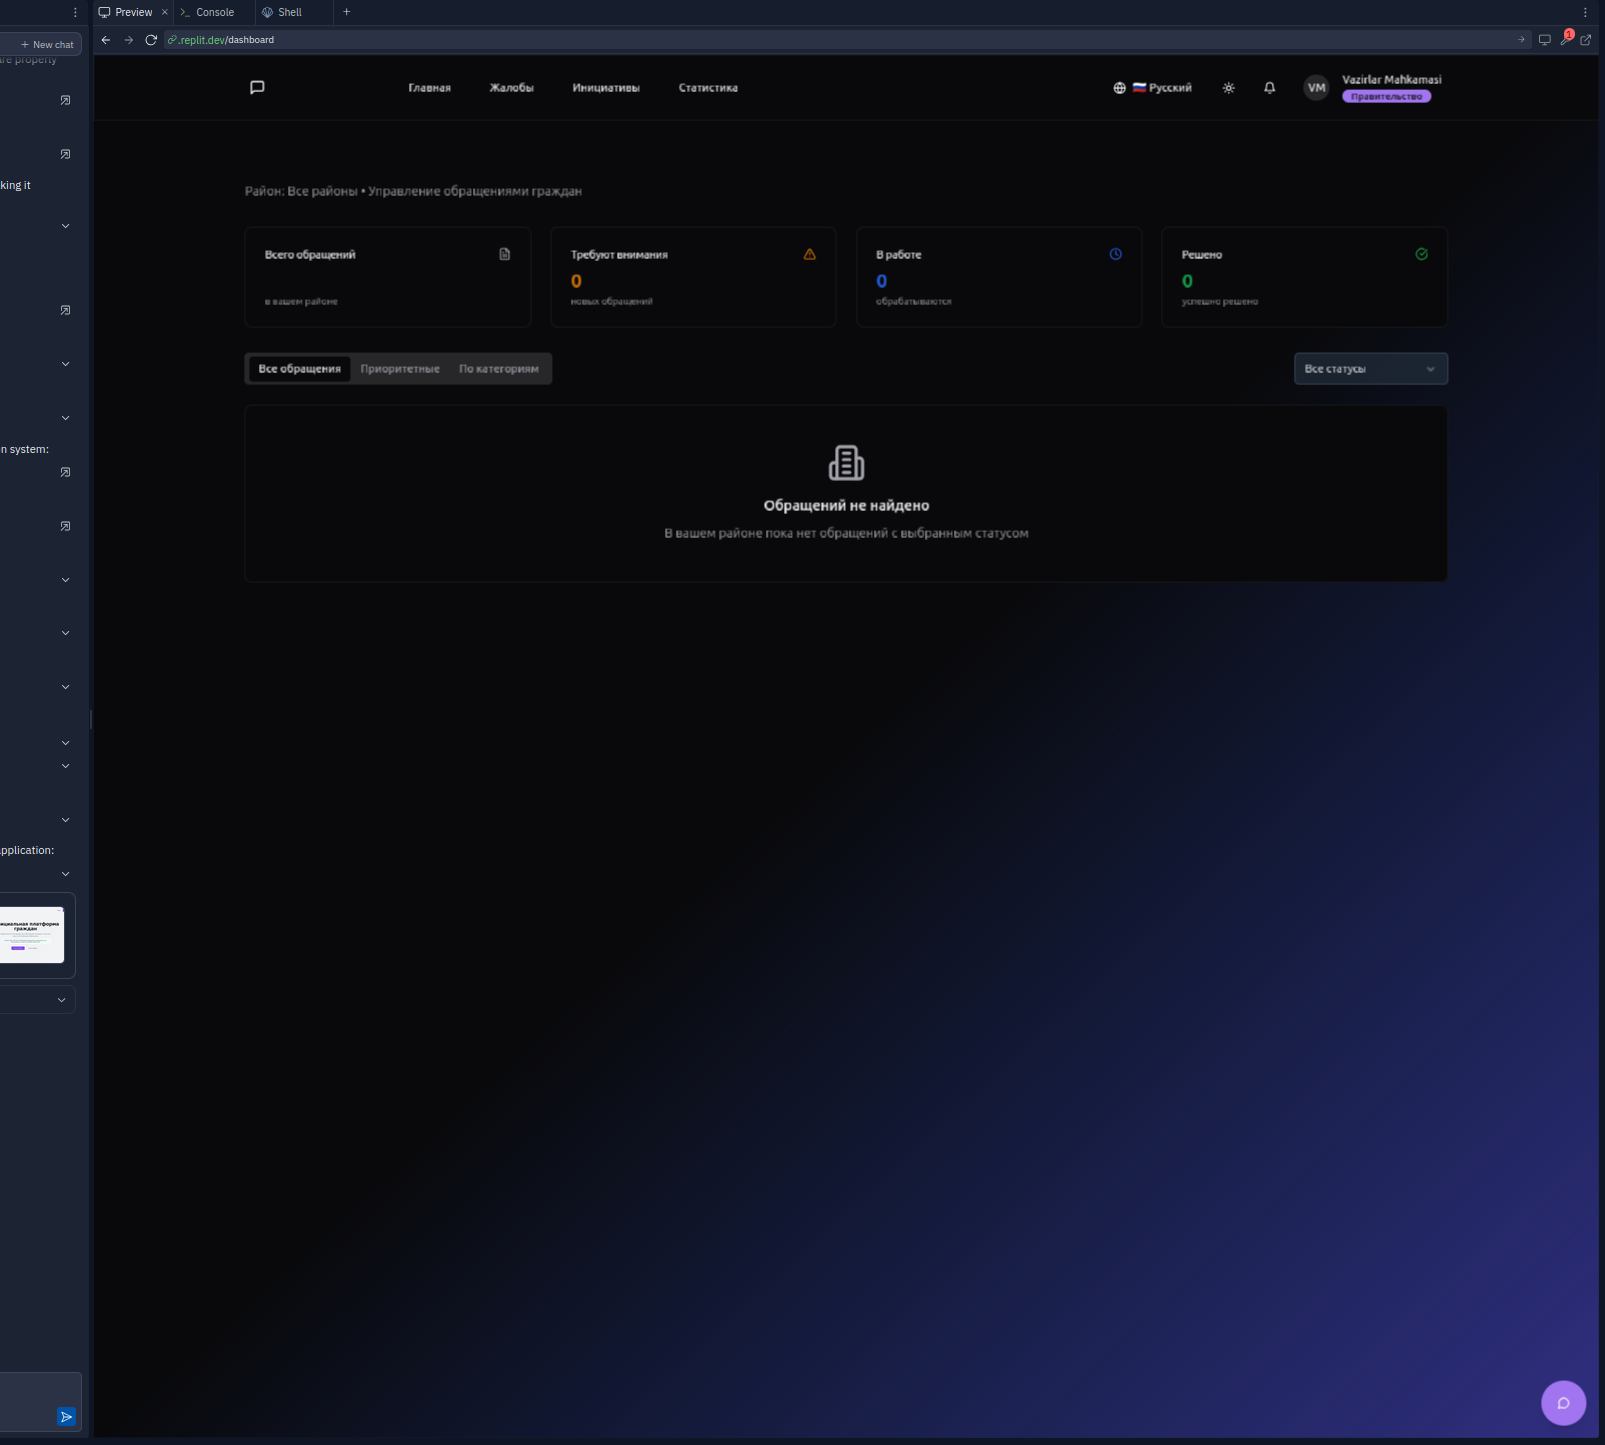 Preview
Console
Shell
New chat
.replit.dev/dashboard
1
are properly
king it
n system:
pplication:
Главная
Жалобы
Инициативы
Статистика
Русский
VM
Vazirlar Mahkamasi
Правительство
Район: Все районы • Управление обращениями граждан
Всего обращений
в вашем районе
Требуют внимания
0
новых обращений
В работе
0
обрабатываются
Решено
0
успешно решено
Все обращения
Приоритетные
По категориям
Все статусы
Обращений не найдено
В вашем районе пока нет обращений с выбранным статусом
циальная платформа
граждан